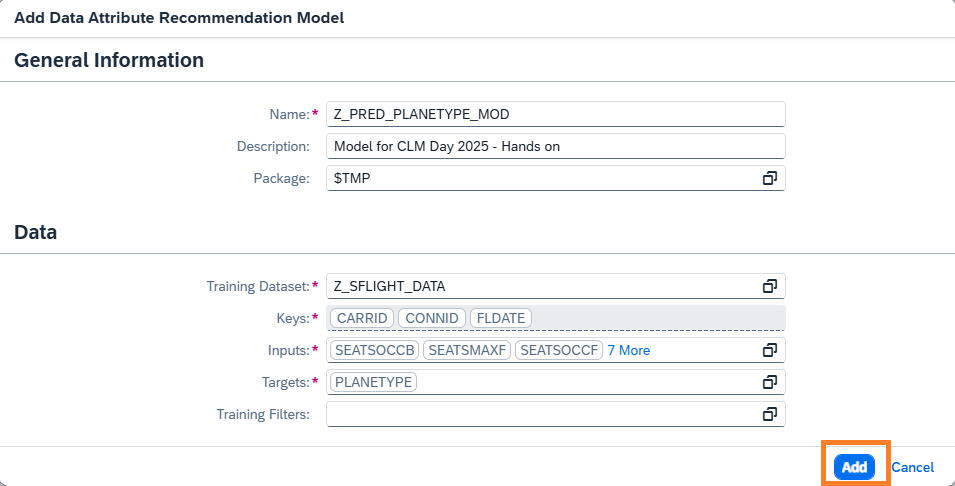 Add Data Attribute Recommendation Model
General Information
Name:* Z_PRED_PLANETYPE_MOD
Description: Model for CLM Day 2025 - Hands on
Package: $TMP
Data
Training Dataset:* Z_SFLIGHT_DATA
Keys:* CARRID CONNID FLDATE
Inputs:* SEATSOCCB SEATSMAXF SEATSOCCF 7 More
Targets:* PLANETYPE
Training Filters:
Add Cancel